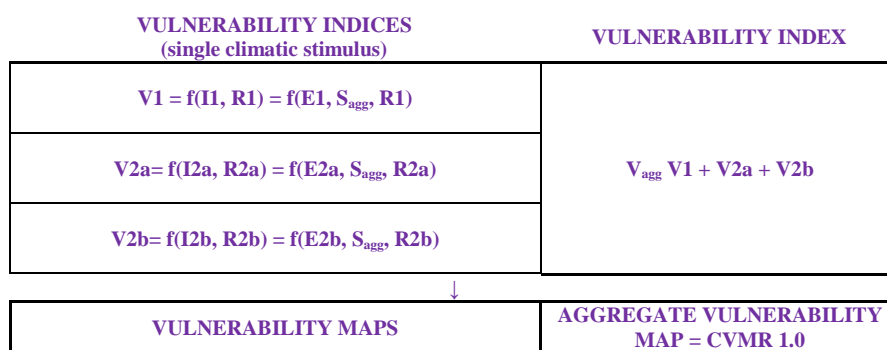 VULNERABILITY INDICES
(single climatic stimulus)
VULNERABILITY INDEX
V1 = f(I1, R1) = f(E1, Sagg, R1)
V2a= f(I2a, R2a) = f(E2a, Sagg, R2a)
Vagg V1 + V2a + V2b
V2b= f(I2b, R2b) = f(E2b, Sagg, R2b)
↓
VULNERABILITY MAPS
AGGREGATE VULNERABILITY
MAP = CVMR 1.0